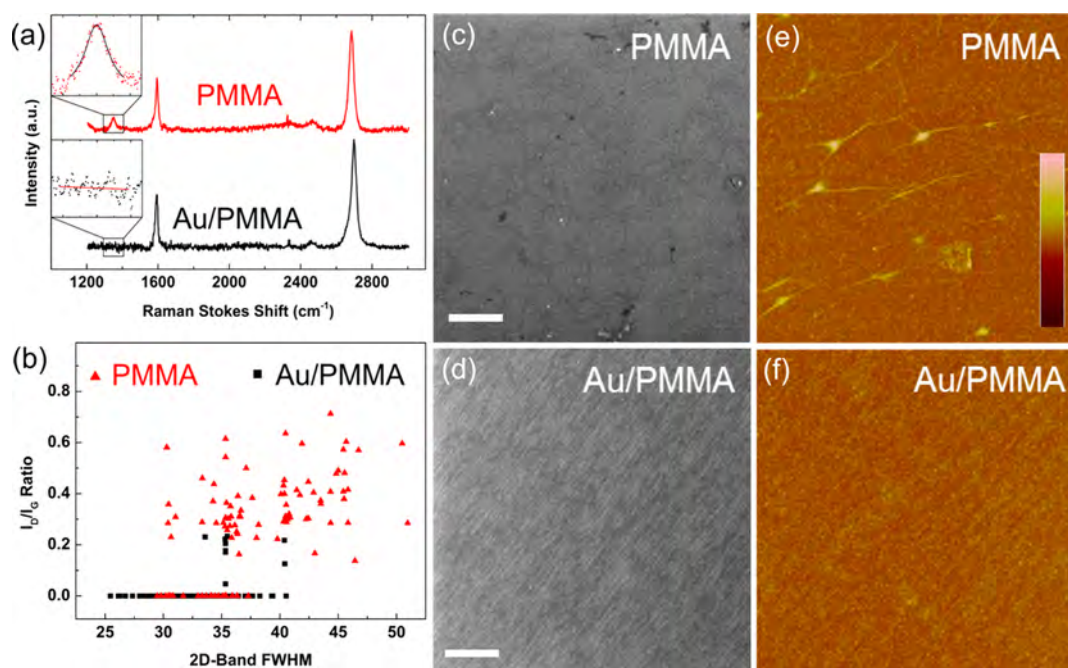 (a)
PMMA
Au/PMMA
Intensity (a.u.)
1200 1600 2000 2400 2800
Raman Stokes Shift (cm⁻¹)
(b)
PMMA Au/PMMA
0.8
0.6
0.4
0.2
0.0
I_D/I_G Ratio
25 30 35 40 45 50
2D-Band FWHM
(c) PMMA
(d) Au/PMMA
(e) PMMA
(f) Au/PMMA